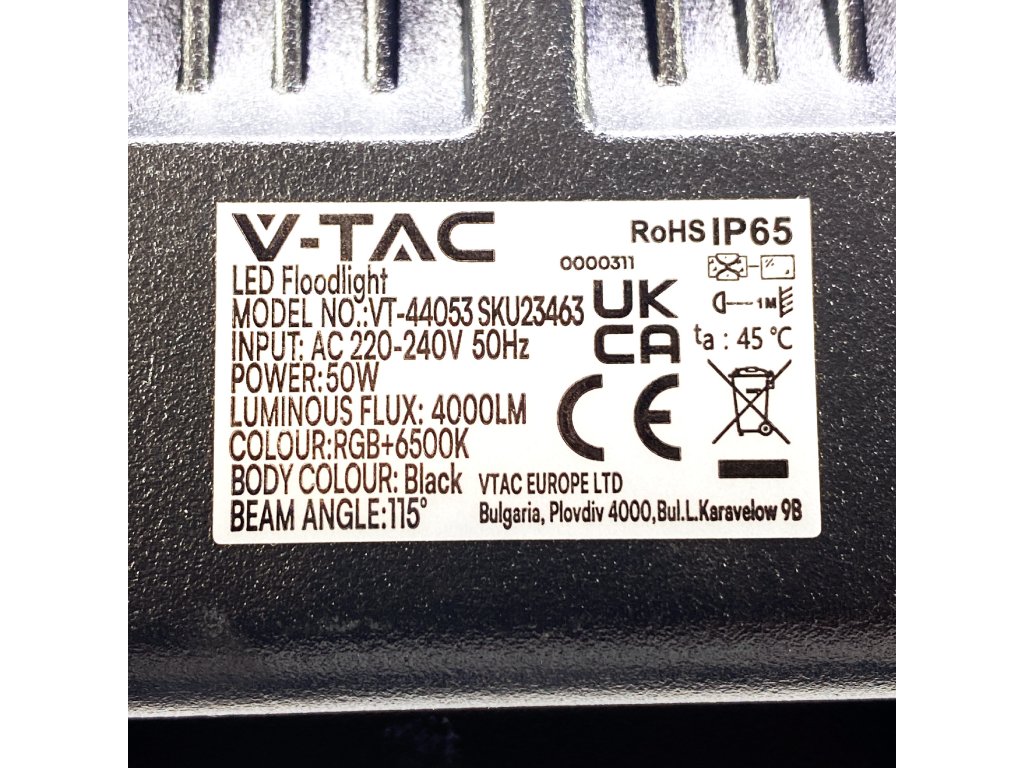 V-TAC
RoHS IP65
LED Floodlight
0000311
MODEL NO.:VT-44053 SKU23463
UK
CA
1M
INPUT: AC 220-240V 50Hz
ta : 45 °C
POWER:50W
CE
LUMINOUS FLUX: 4000LM
COLOUR:RGB+6500K
BODY COLOUR: Black
VTAC EUROPE LTD
BEAM ANGLE:115°
Bulgaria, Plovdiv 4000,Bul.L.Karavelow 9B